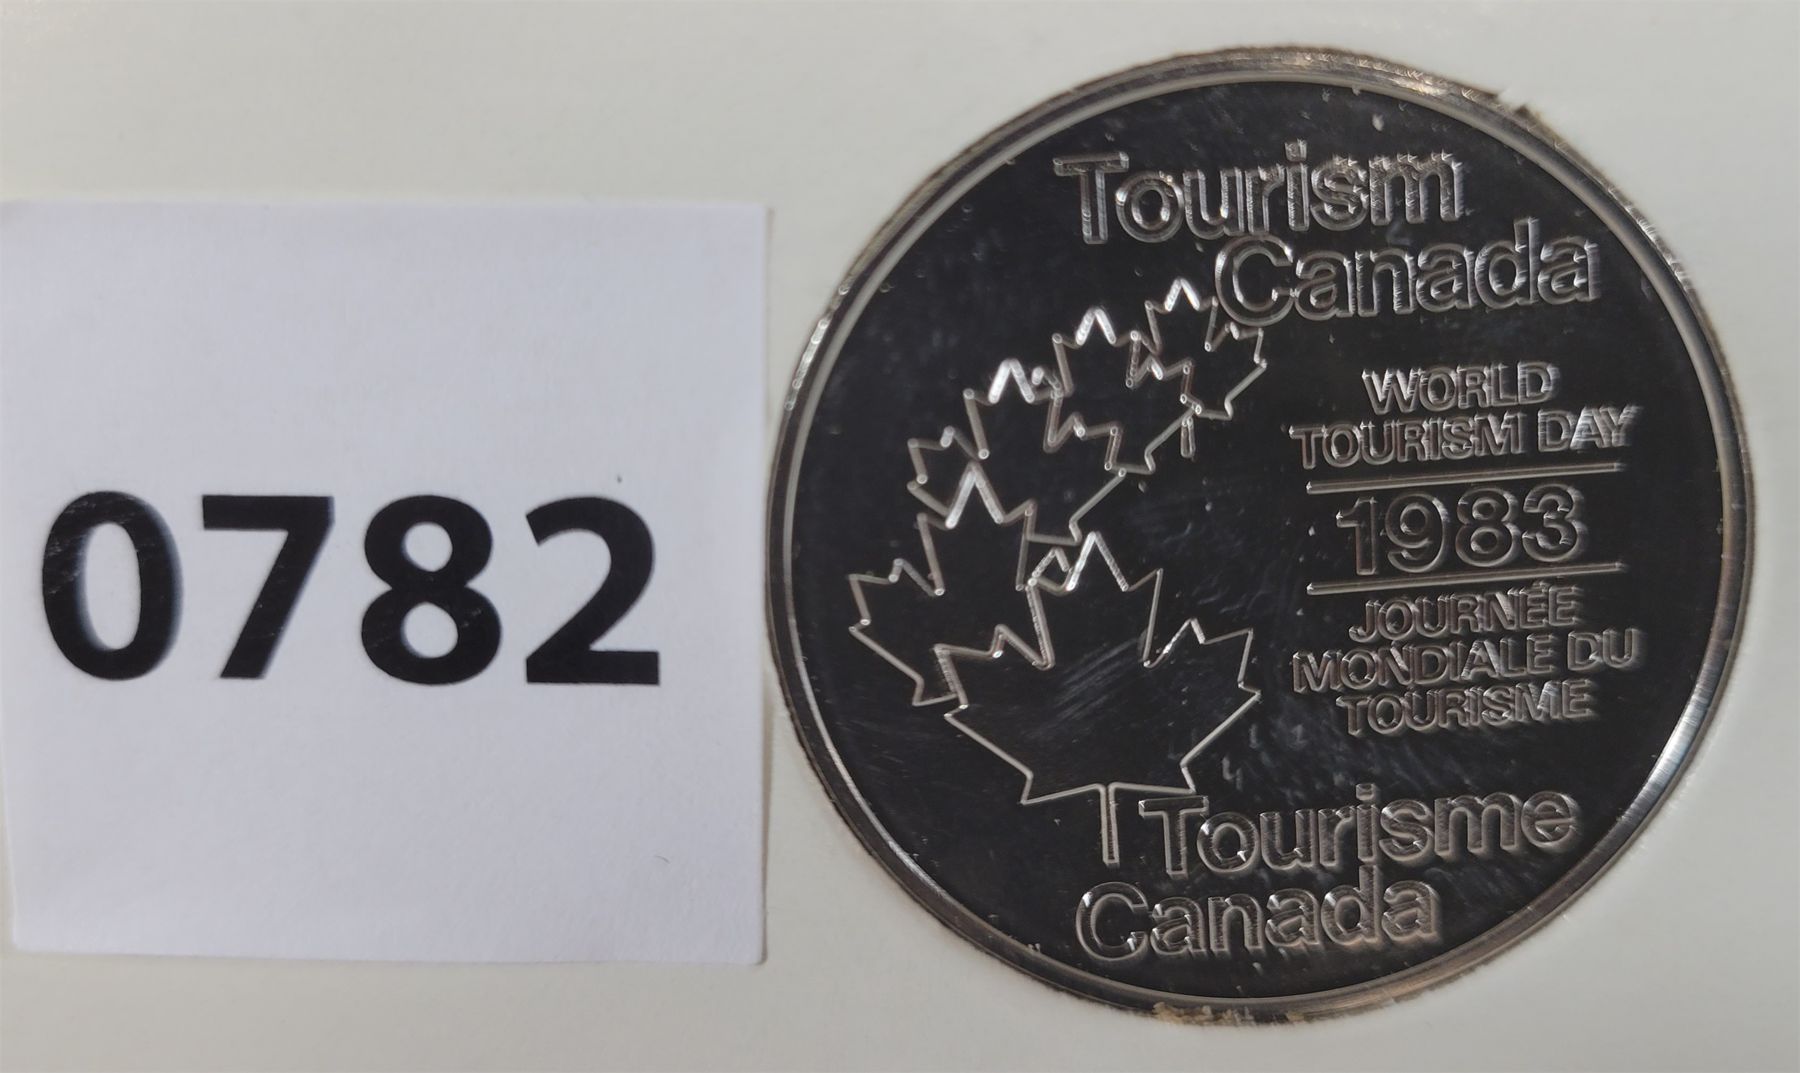 0782
Tourism
Canada
WORLD
TOURISM DAY
1983
JOURNÉE
MONDIALE DU
TOURISME
Tourisme
Canada